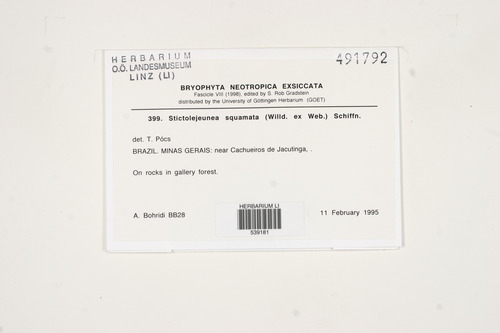 HERBARIUM
O.Ö. LANDESMUSEUM
LINZ (LI)
491792
BRYOPHYTA NEOTROPICA EXSICCATA
Fascicle VIII (1998), edited by S. Rob Gradstein
distributed by the University of Göttingen Herbarium (GOET)
399. Stictolejeunea squamata (Willd. ex Web.) Schiffn.
det. T. Pócs
BRAZIL. MINAS GERAIS: near Cachueiros de Jacutinga, .
On rocks in gallery forest.
A. Bohridi BB28
HERBARIUM LI
539181
11 February 1995